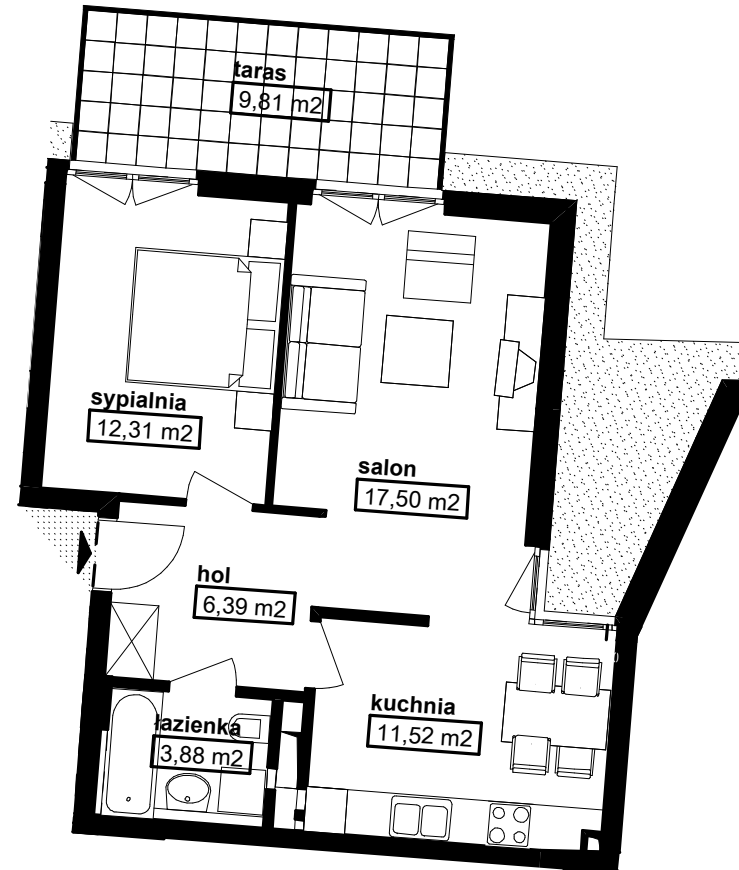 taras
9,81 m2
sypialnia
12,31 m2
salon
17,50 m2
hol
6,39 m2
kuchnia
11,52 m2
łazienka
3,88 m2